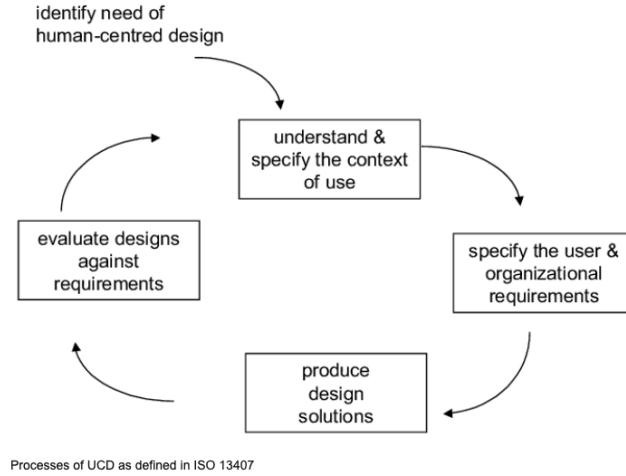 identify need of
human-centred design
understand &
specify the context
of use
specify the user &
organizational
requirements
produce
design
solutions
evaluate designs
against
requirements
Processes of UCD as defined in ISO 13407